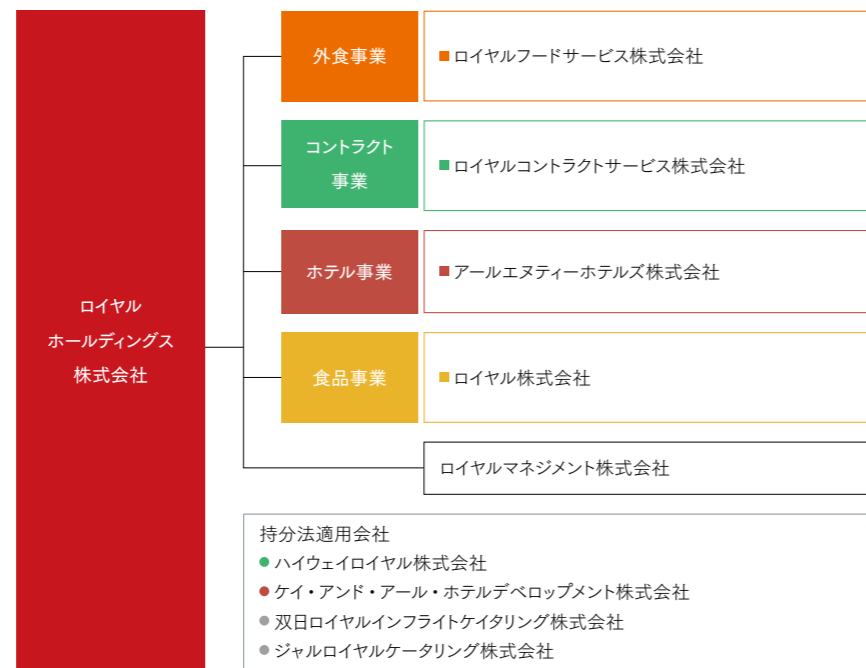 ロイヤル
ホールディングス
株式会社
外食事業
ロイヤルフードサービス株式会社
コントラクト
事業
ロイヤルコントラクトサービス株式会社
ホテル事業
アールエヌティーホテルズ株式会社
食品事業
ロイヤル株式会社
ロイヤルマネジメント株式会社
持分法適用会社
ハイウェイロイヤル株式会社
ケイ・アンド・アール・ホテルデベロップメント株式会社
双日ロイヤルインフライトケイタリング株式会社
ジャルロイヤルケータリング株式会社